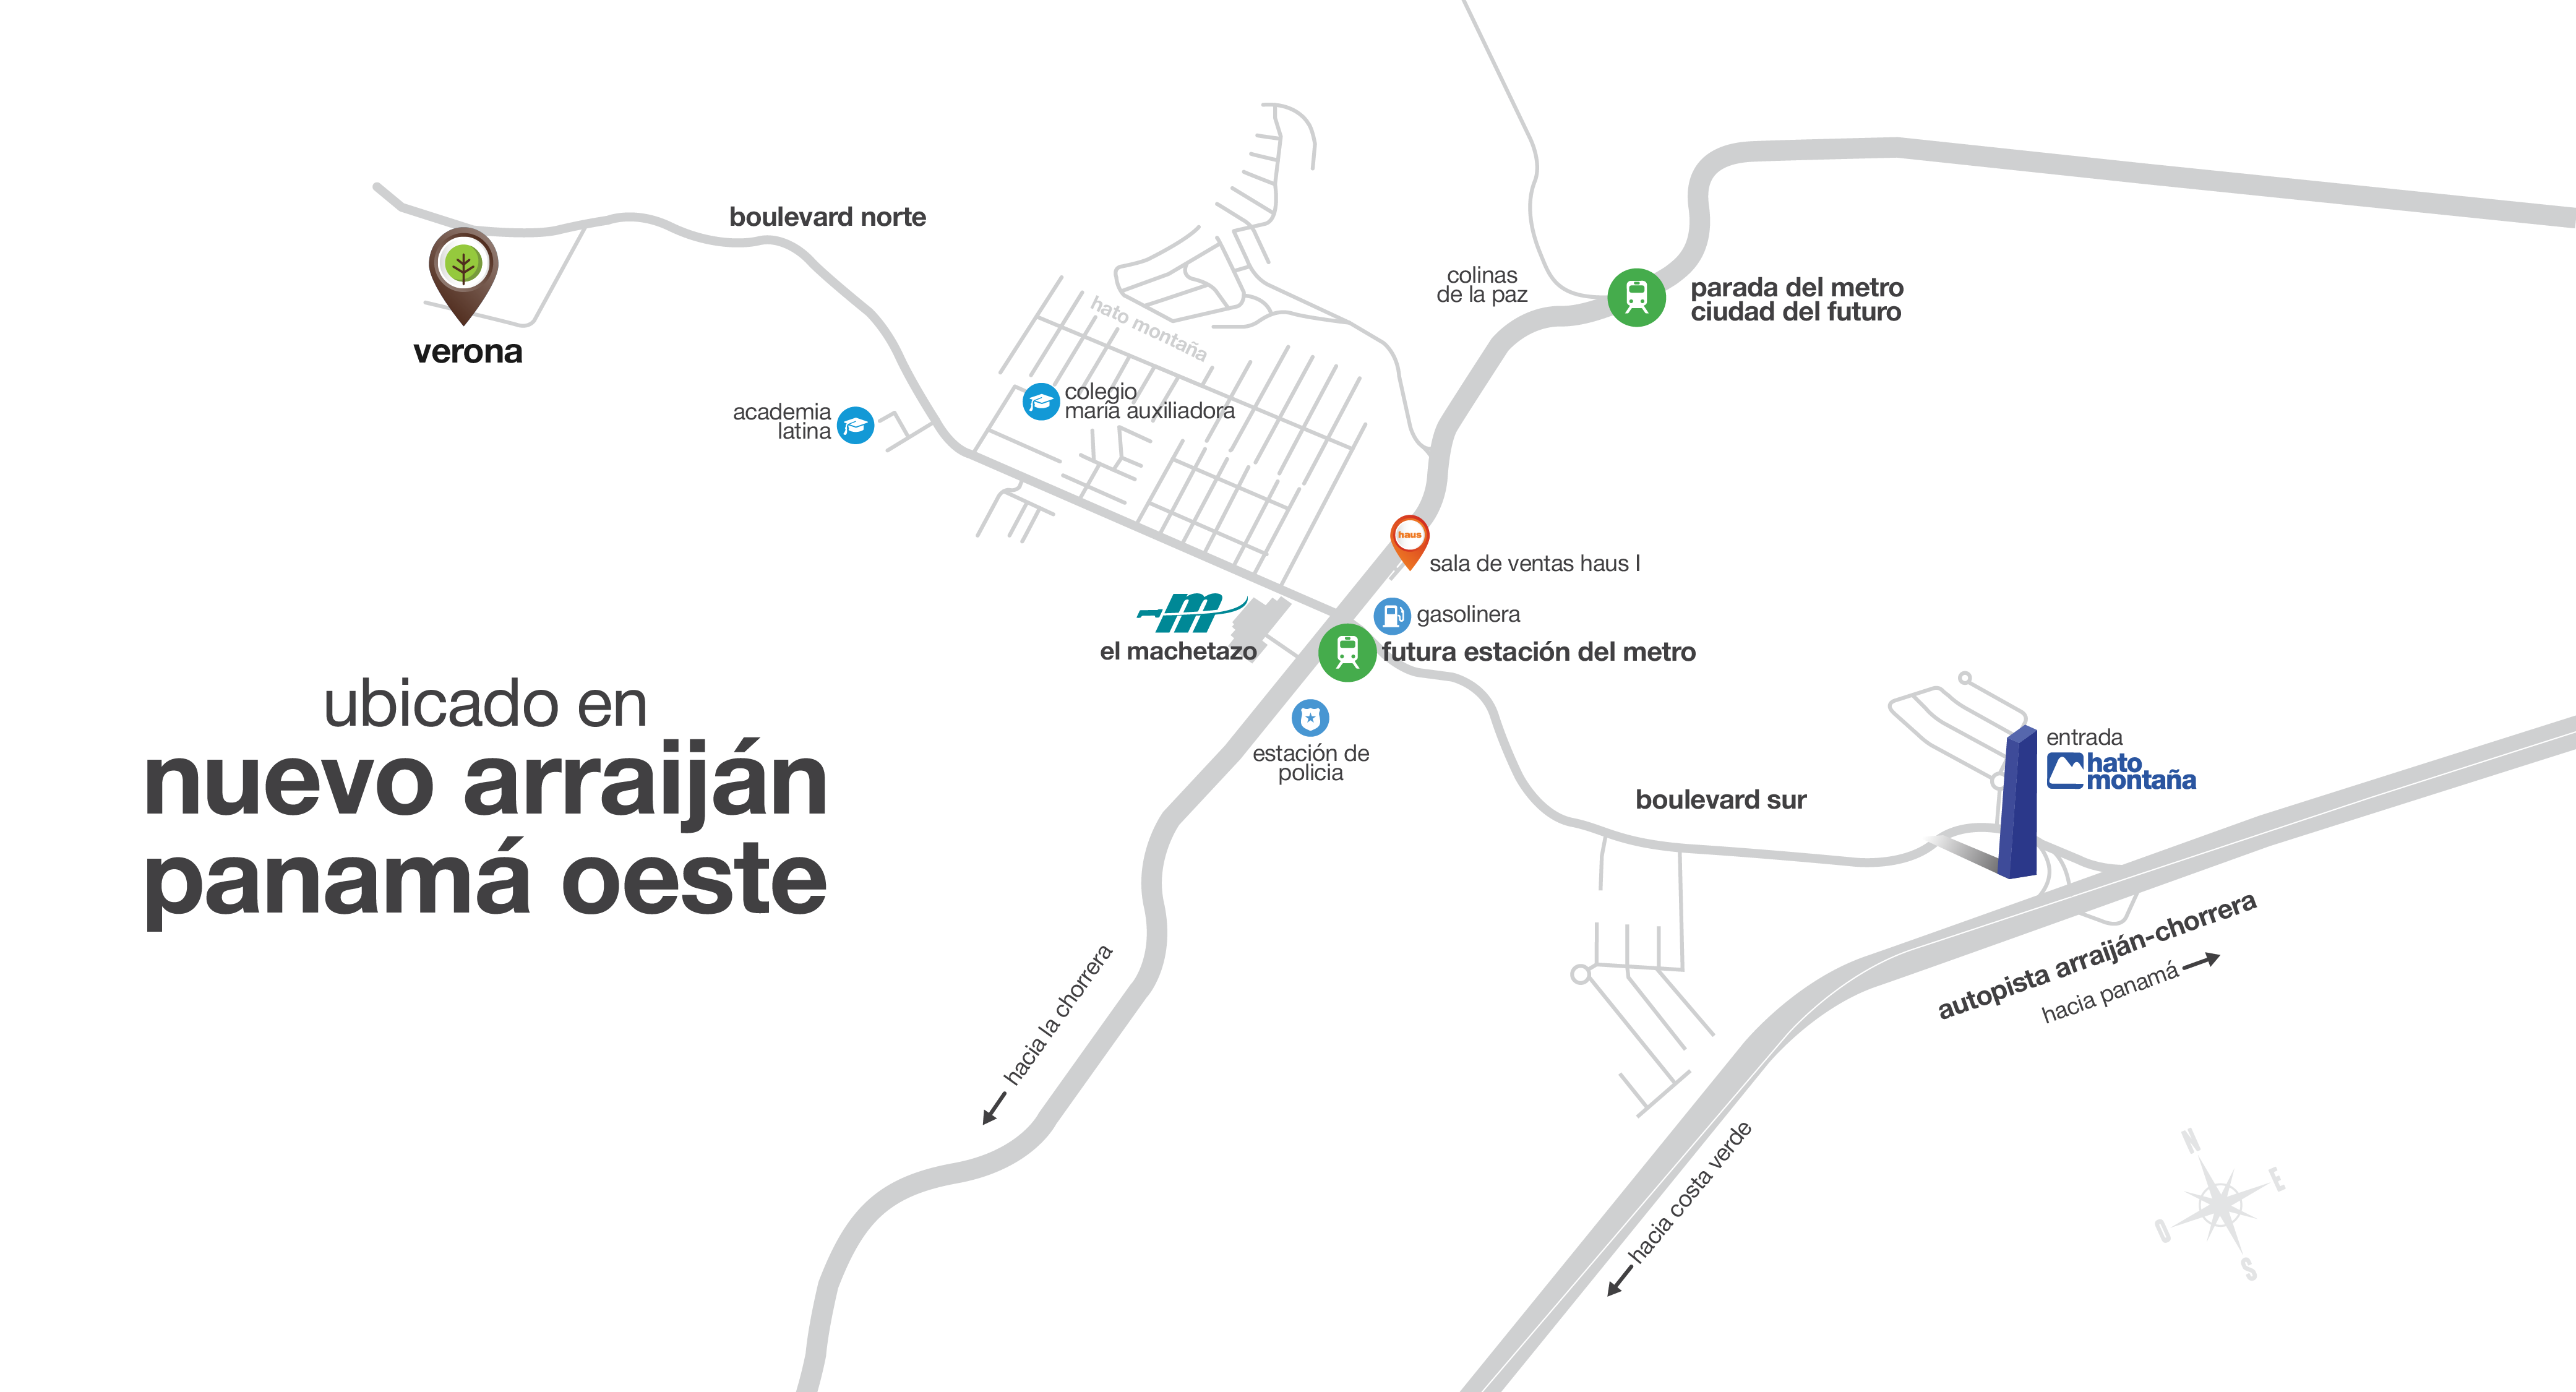 boulevard norte
verona
hato montaña
colinas
de la paz
parada del metro
ciudad del futuro
colegio
maría auxiliadora
academia
latina
haus
sala de ventas haus I
gasolinera
m
el machetazo
futura estación del metro
estación de
policia
ubicado en
nuevo arraiján
panamá oeste
entrada
hato
montaña
boulevard sur
autopista arraiján-chorrera
hacia panamá
hacia la chorrera
hacia costa verde
N
E
O
S